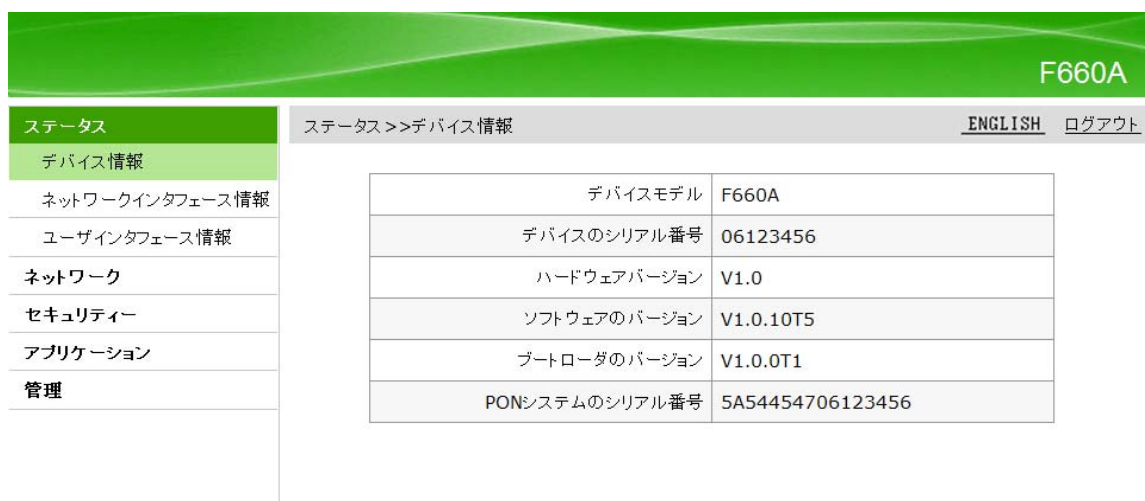 F660A
ステータス
ステータス>>デバイス情報 ENGLISH ログアウト
デバイス情報
ネットワークインタフェース情報
ユーザインタフェース情報
ネットワーク
セキュリティー
アプリケーション
管理
デバイスモデル F660A
デバイスのシリアル番号 06123456
ハードウェアバージョン V1.0
ソフトウェアのバージョン V1.0.10T5
ブートローダのバージョン V1.0.0T1
PONシステムのシリアル番号 5A54454706123456